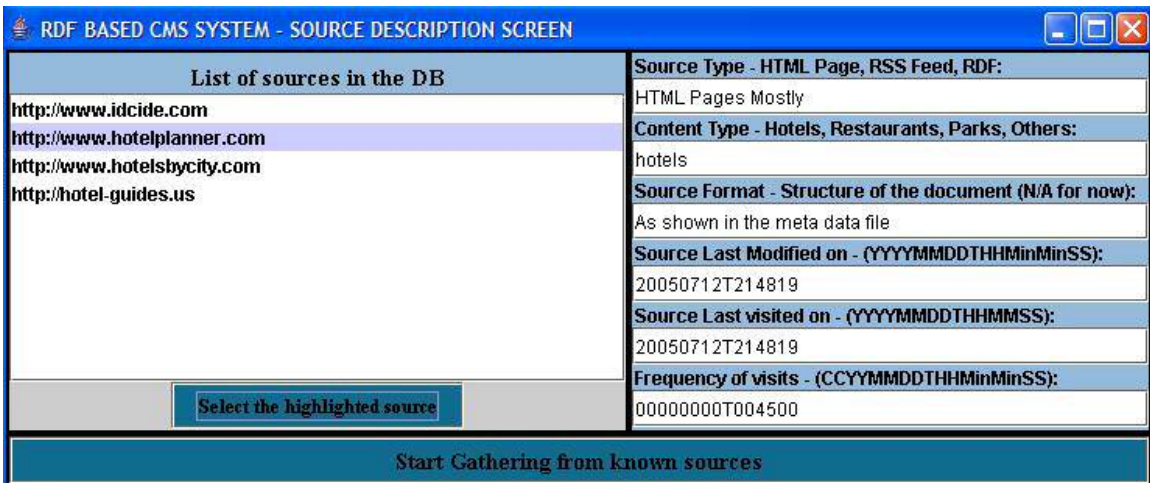 RDF BASED CMS SYSTEM - SOURCE DESCRIPTION SCREEN
List of sources in the DB
http://www.idcide.com
http://www.hotelplanner.com
http://www.hotelsbycity.com
http://hotel-guides.us
Select the highlighted source
Source Type - HTML Page, RSS Feed, RDF:
HTML Pages Mostly
Content Type - Hotels, Restaurants, Parks, Others:
hotels
Source Format - Structure of the document (N/A for now):
As shown in the meta data file
Source Last Modified on - (YYYYMMDDTHHMinMinSS):
20050712T214819
Source Last visited on - (YYYYMMDDTHHMMSS):
20050712T214819
Frequency of visits - (CCYYMMDDTHHMinMinSS):
00000000T004500
Start Gathering from known sources